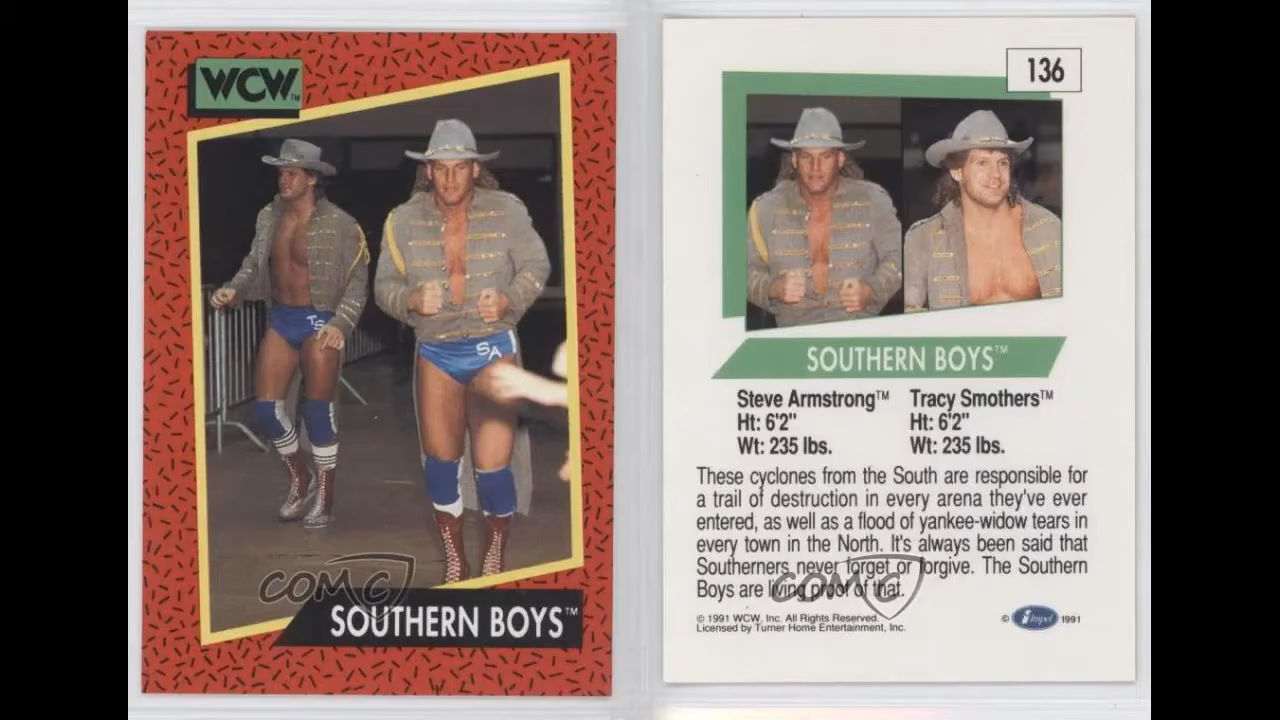 WCW™
TS
SA
COMC
SOUTHERN BOYS™
136
SOUTHERN BOYS™
Steve Armstrong™
Ht: 6'2"
Wt: 235 lbs.
Tracy Smothers™
Ht: 6'2"
Wt: 235 lbs.
These cyclones from the South are responsible for
a trail of destruction in every arena they've ever
entered, as well as a flood of yankee-widow tears in
every town in the North. It's always been said that
Southerners never forget or forgive. The Southern
Boys are living proof of that.
COMC
© 1991 WCW, Inc. All Rights Reserved.
Licensed by Turner Home Entertainment, Inc.
© impel 1991